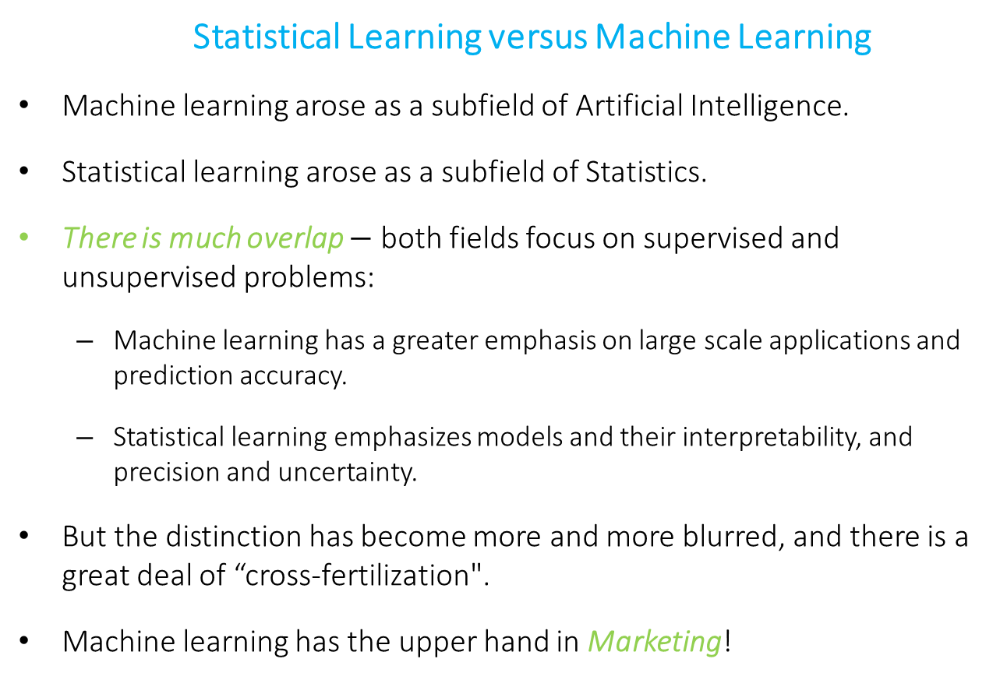 Statistical Learning versus Machine Learning
• Machine learning arose as a subfield of Artificial Intelligence.
• Statistical learning arose as a subfield of Statistics.
• There is much overlap — both fields focus on supervised and
unsupervised problems:
– Machine learning has a greater emphasis on large scale applications and
prediction accuracy.
– Statistical learning emphasizes models and their interpretability, and
precision and uncertainty.
• But the distinction has become more and more blurred, and there is a
great deal of “cross-fertilization".
• Machine learning has the upper hand in Marketing!